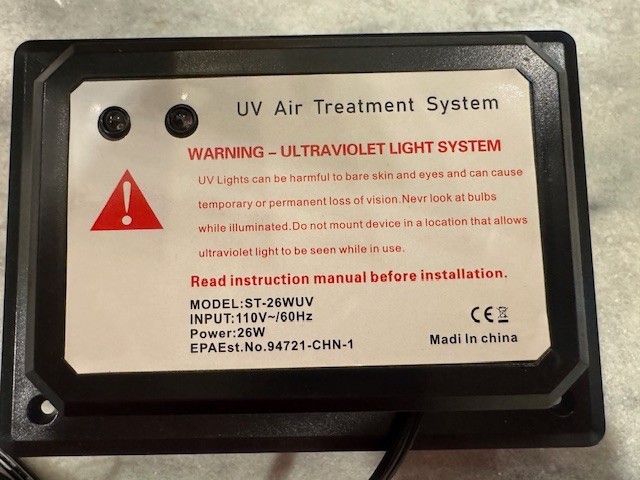 UV Air Treatment System
WARNING – ULTRAVIOLET LIGHT SYSTEM
UV Lights can be harmful to bare skin and eyes and can cause
temporary or permanent loss of vision.Nevr look at bulbs
while illuminated.Do not mount device in a location that allows
ultraviolet light to be seen while in use.
Read instruction manual before installation.
MODEL:ST-26WUV
INPUT:110V~/60Hz
Power:26W
EPAEst.No.94721-CHN-1
CE
Madi In china